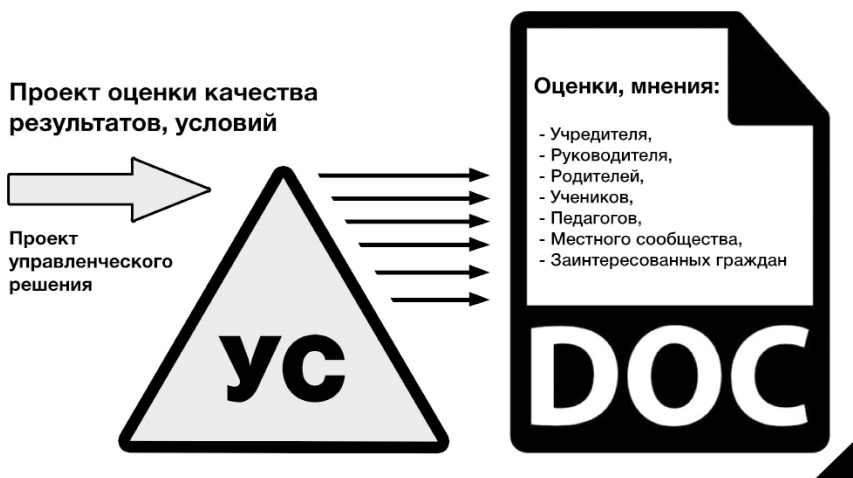 Проект оценки качества
результатов, условий
Проект
управленческого
решения
УС
Оценки, мнения:
- Учредителя,
- Руководителя,
- Родителей,
- Учеников,
- Педагогов,
- Местного сообщества,
- Заинтересованных граждан
DOC